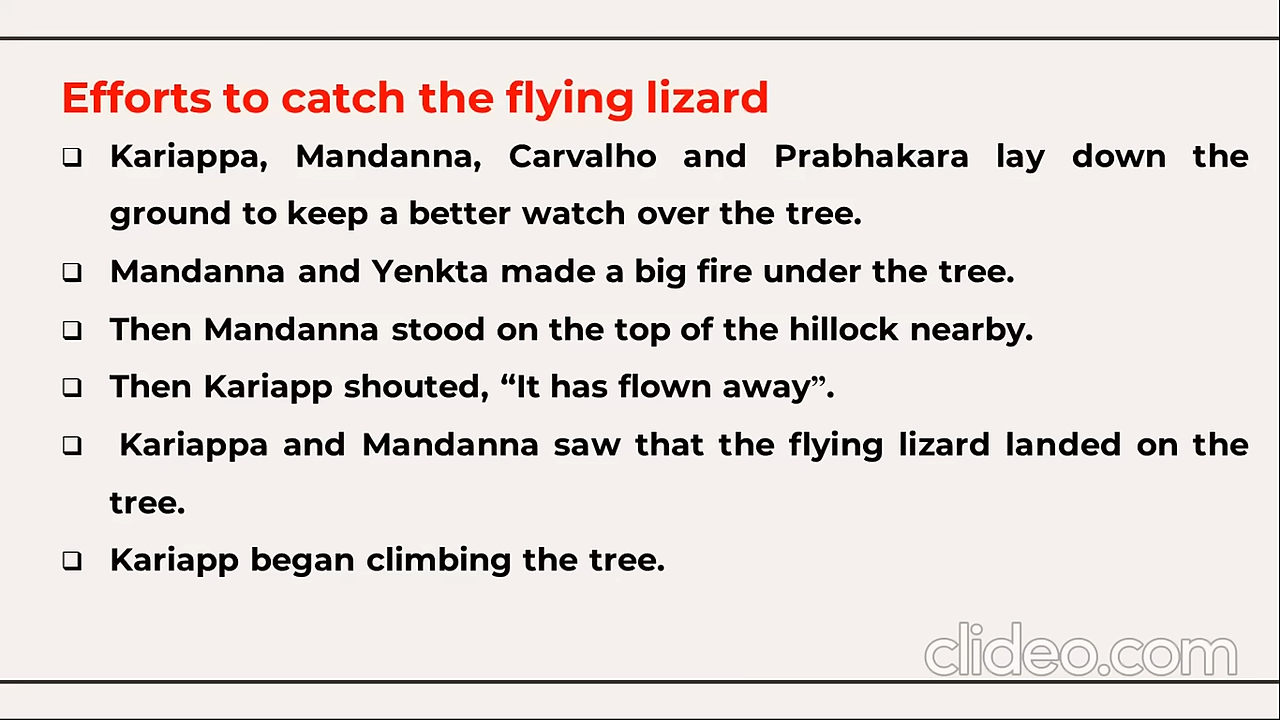 Efforts to catch the flying lizard
❑ Kariappa, Mandanna, Carvalho and Prabhakara lay down the
ground to keep a better watch over the tree.
❑ Mandanna and Yenkta made a big fire under the tree.
❑ Then Mandanna stood on the top of the hillock nearby.
❑ Then Kariapp shouted, “It has flown away”.
❑ Kariappa and Mandanna saw that the flying lizard landed on the
tree.
❑ Kariapp began climbing the tree.
clideo.com